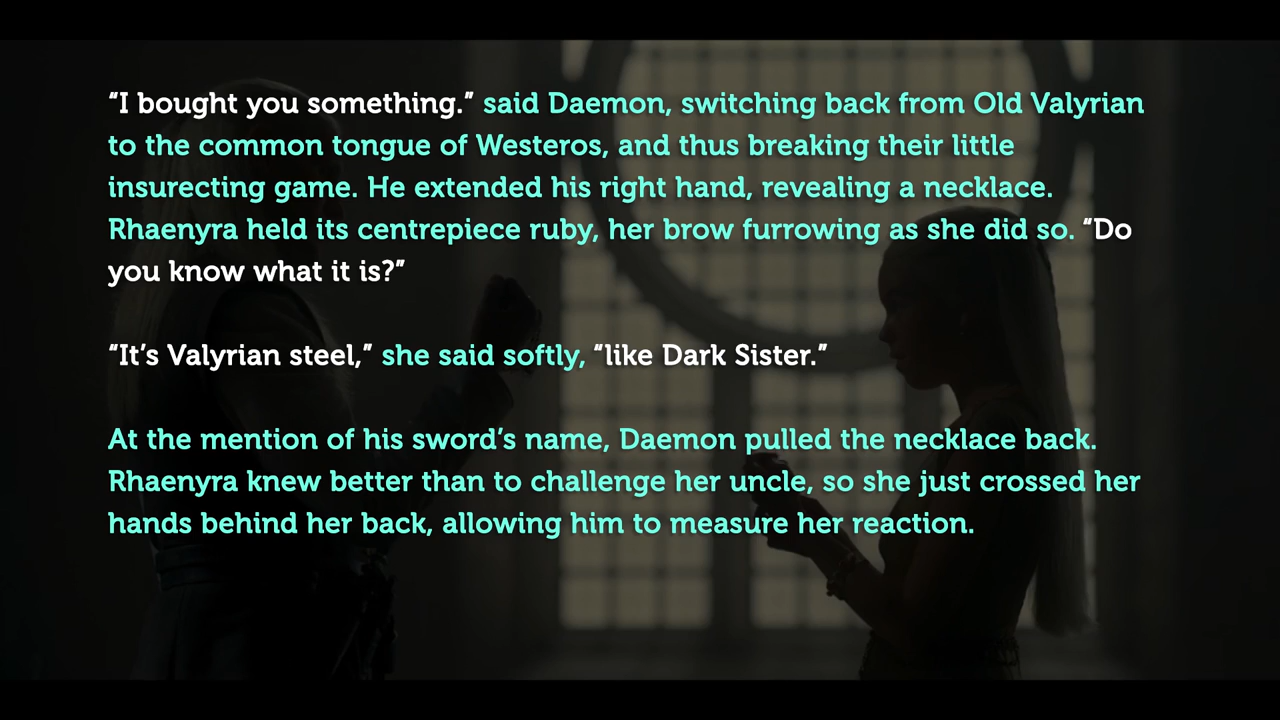 “I bought you something.” said Daemon, switching back from Old Valyrian
to the common tongue of Westeros, and thus breaking their little
insurecting game. He extended his right hand, revealing a necklace.
Rhaenyra held its centrepiece ruby, her brow furrowing as she did so. “Do
you know what it is?”
“It’s Valyrian steel,” she said softly, “like Dark Sister.”
At the mention of his sword’s name, Daemon pulled the necklace back.
Rhaenyra knew better than to challenge her uncle, so she just crossed her
hands behind her back, allowing him to measure her reaction.